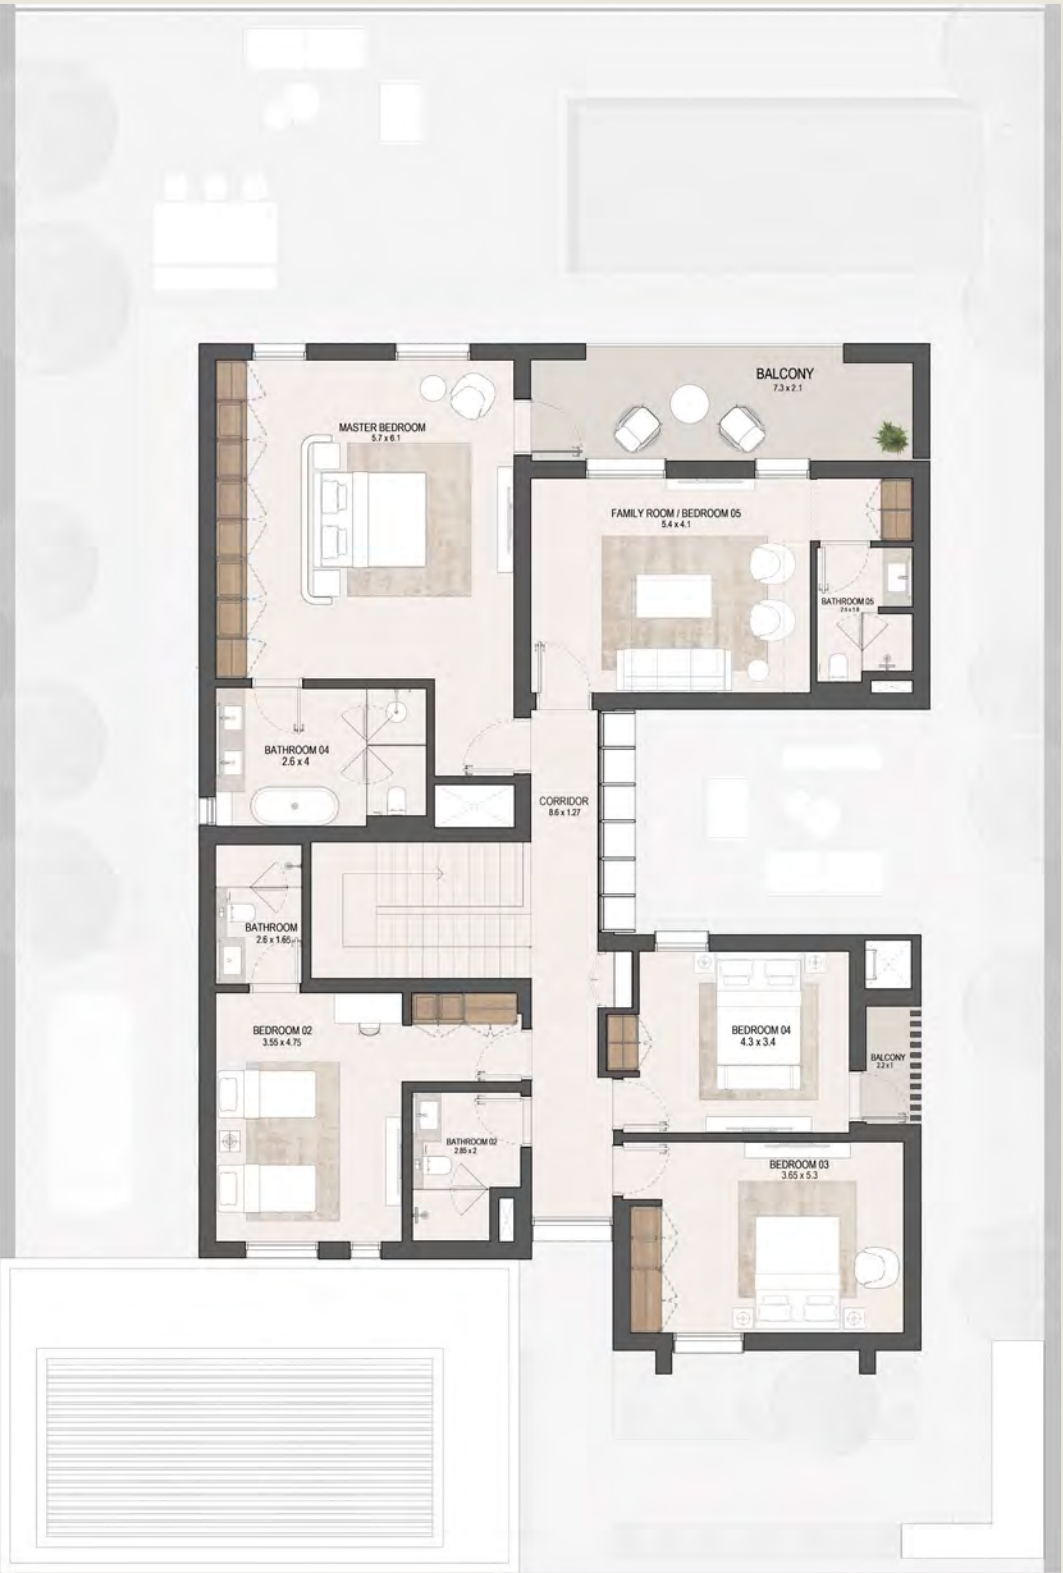 BALCONY
7.3 x 2.1
MASTER BEDROOM
5.7 x 6.1
FAMILY ROOM / BEDROOM 05
5.4 x 4.1
BATHROOM 05
BATHROOM 04
2.6 x 4
CORRIDOR
8.6 x 1.27
BATHROOM
2.6 x 1.65
BEDROOM 02
3.55 x 4.75
BEDROOM 04
4.3 x 3.4
BALCONY
2.2 x 1
BATHROOM 02
2.85 x 2
BEDROOM 03
3.65 x 5.3